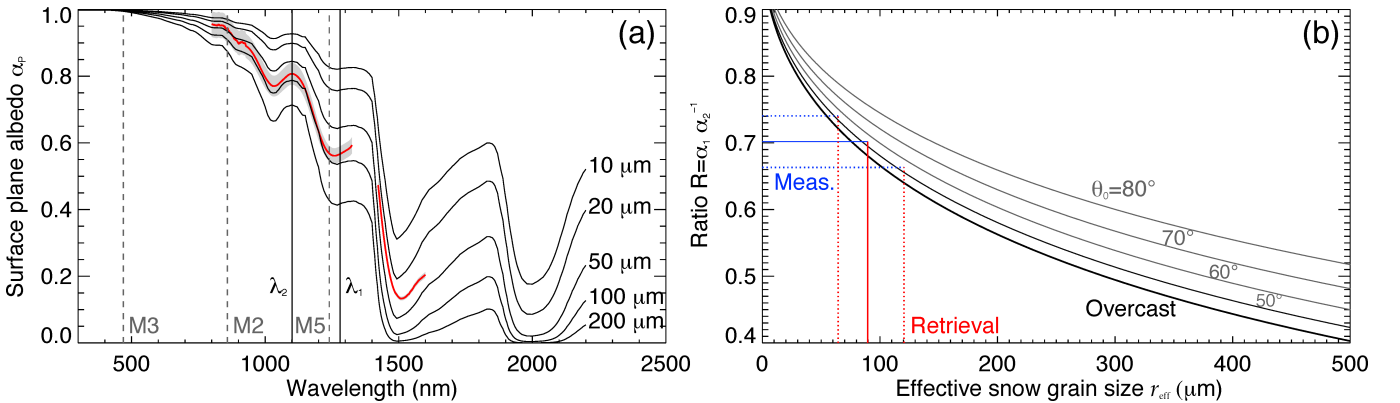 1.0
0.8
0.6
0.4
0.2
0.0
Surface plane albedo αₚ
(a)
10 μm
20 μm
50 μm
100 μm
200 μm
λ₂
λ₁
M3
M2
M5
500
1000
1500
2000
2500
Wavelength (nm)
0.9
0.8
0.7
0.6
0.5
0.4
Ratio R=α₁ α₂⁻¹
(b)
Meas.
θ₀=80°
70°
60°
50°
Overcast
Retrieval
0
100
200
300
400
500
Effective snow grain size r_eff (μm)